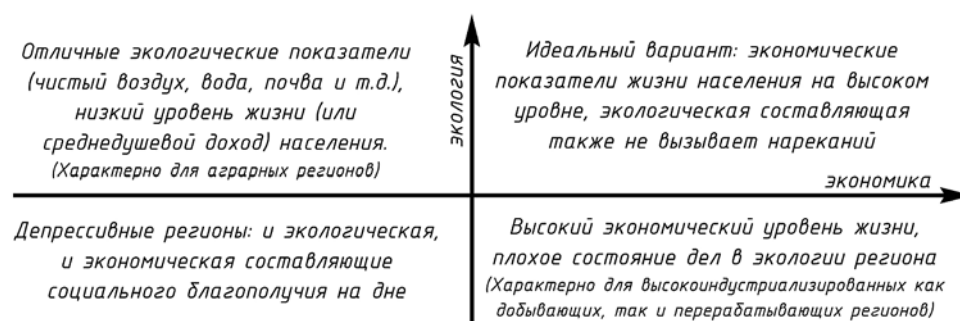 Отличные экологические показатели
(чистый воздух, вода, почва и т.д.),
низкий уровень жизни (или
среднедушевой доход) населения.
(Характерно для аграрных регионов)
экология
Идеальный вариант: экономические
показатели жизни населения на высоком
уровне, экологическая составляющая
также не вызывает нареканий
экономика
Депрессивные регионы: и экологическая,
и экономическая составляющие
социального благополучия на дне
Высокий экономический уровень жизни,
плохое состояние дел в экологии региона
(Характерно для высокоиндустриализированных как
добывающих, так и перерабатывающих регионов)